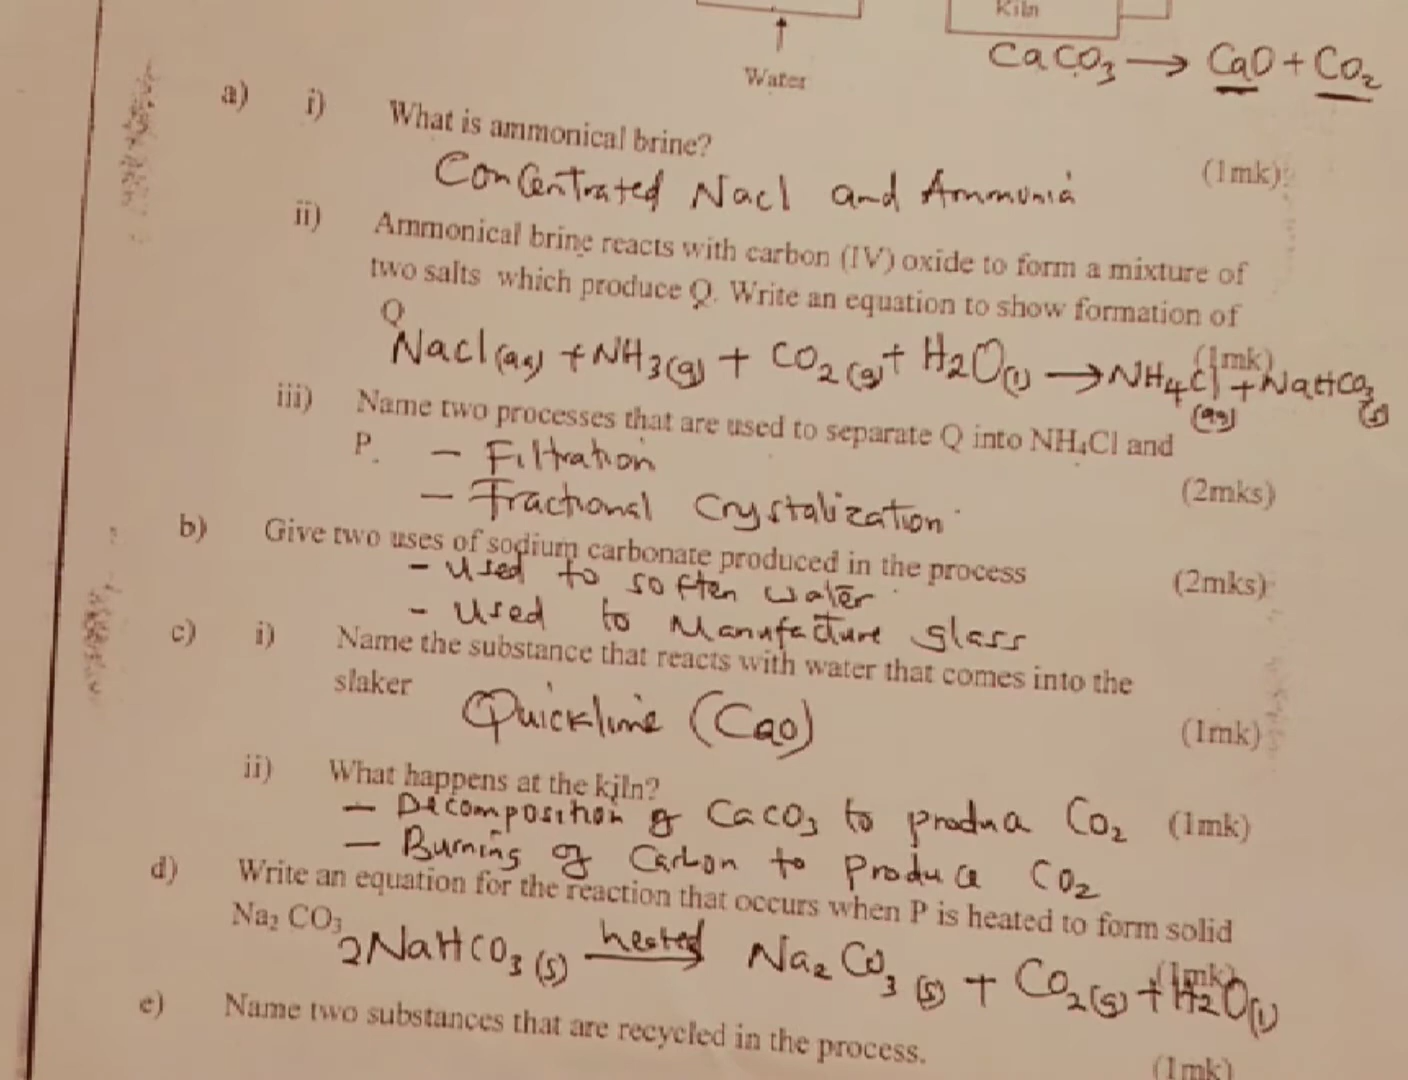 Kiln
CaCO₃ → CaO + CO₂
Water
a) i) What is ammonical brine?
(1mk)
Concentrated Nacl and Ammonia
ii) Ammonical brine reacts with carbon (IV) oxide to form a mixture of
two salts which produce Q. Write an equation to show formation of
Q
(1mk)
Nacl(aq) + NH₃(g) + CO₂(g) + H₂O(l) → NH₄Cl(aq) + NaHCO₃(s)
iii) Name two processes that are used to separate Q into NH₄Cl and
P.
(2mks)
- Filtration
- Fractional Crystalization
b) Give two uses of sodium carbonate produced in the process
(2mks)
- Used to soften water
- Used to Manufacture glass
c) i) Name the substance that reacts with water that comes into the
slaker
(1mk)
Quicklime (CaO)
ii) What happens at the kiln?
(1mk)
- Decomposition of CaCO₃ to produce CO₂
- Burning of Carbon to produce CO₂
d) Write an equation for the reaction that occurs when P is heated to form solid
Na₂ CO₃
(1mk)
2NaHCO₃(s) heated → Na₂CO₃(s) + CO₂(g) + H₂O(l)
e) Name two substances that are recycled in the process.
(1mk)